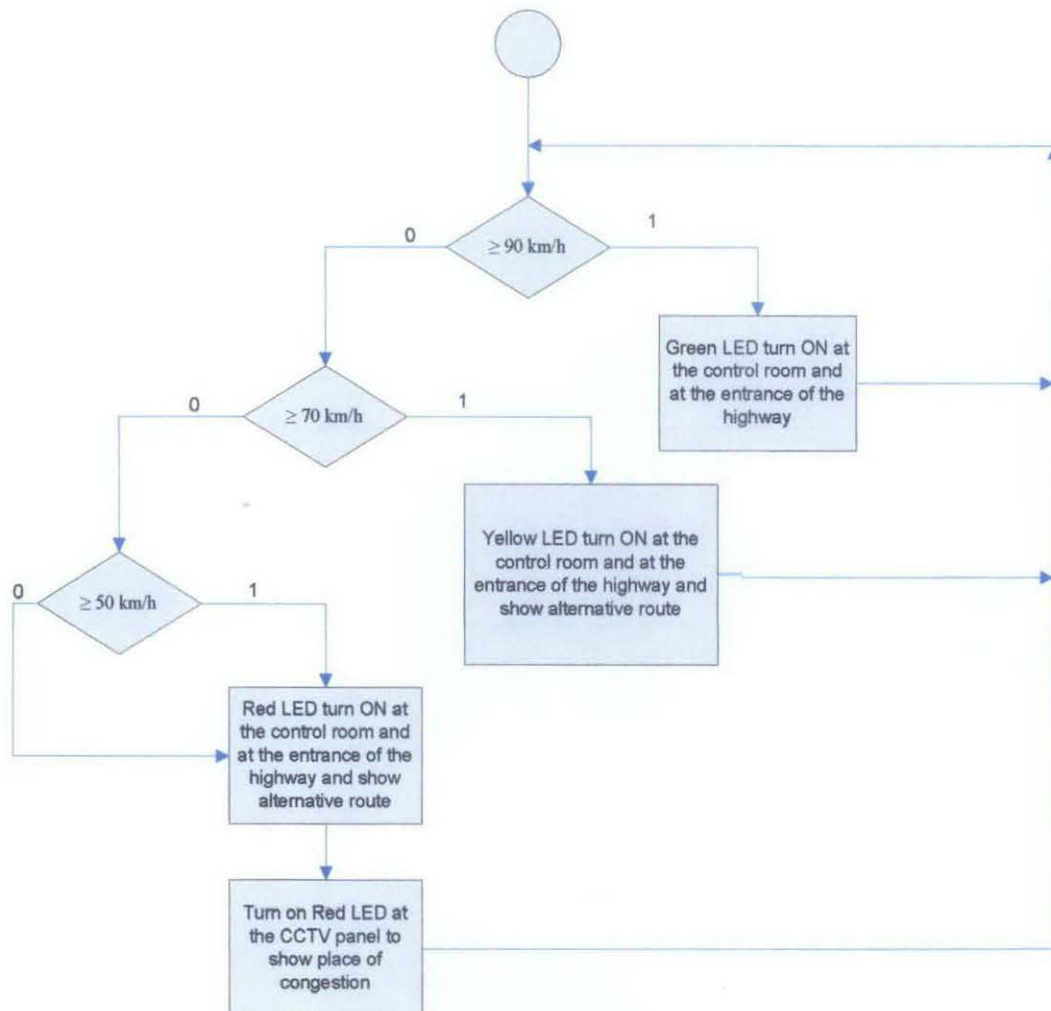 0
≥ 90 km/h
1
Green LED turn ON at
the control room and
at the entrance of the
highway
0
≥ 70 km/h
1
Yellow LED turn ON at the
control room and at the
entrance of the highway and
show alternative route
0
≥ 50 km/h
1
Red LED turn ON at
the control room and
at the entrance of the
highway and show
alternative route
Turn on Red LED at
the CCTV panel to
show place of
congestion